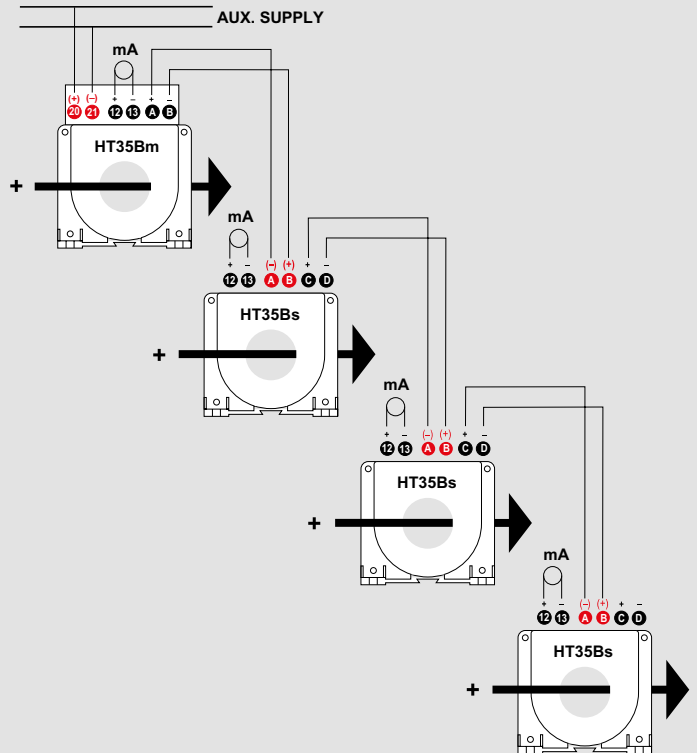 AUX. SUPPLY
mA
(+) (–) + – + –
20 21 12 13 A B
HT35Bm
+
mA
+ – (–) (+) + –
12 13 A B C D
HT35Bs
+
mA
+ – (–) (+) + –
12 13 A B C D
HT35Bs
+
mA
+ – (–) (+) + –
12 13 A B C D
HT35Bs
+